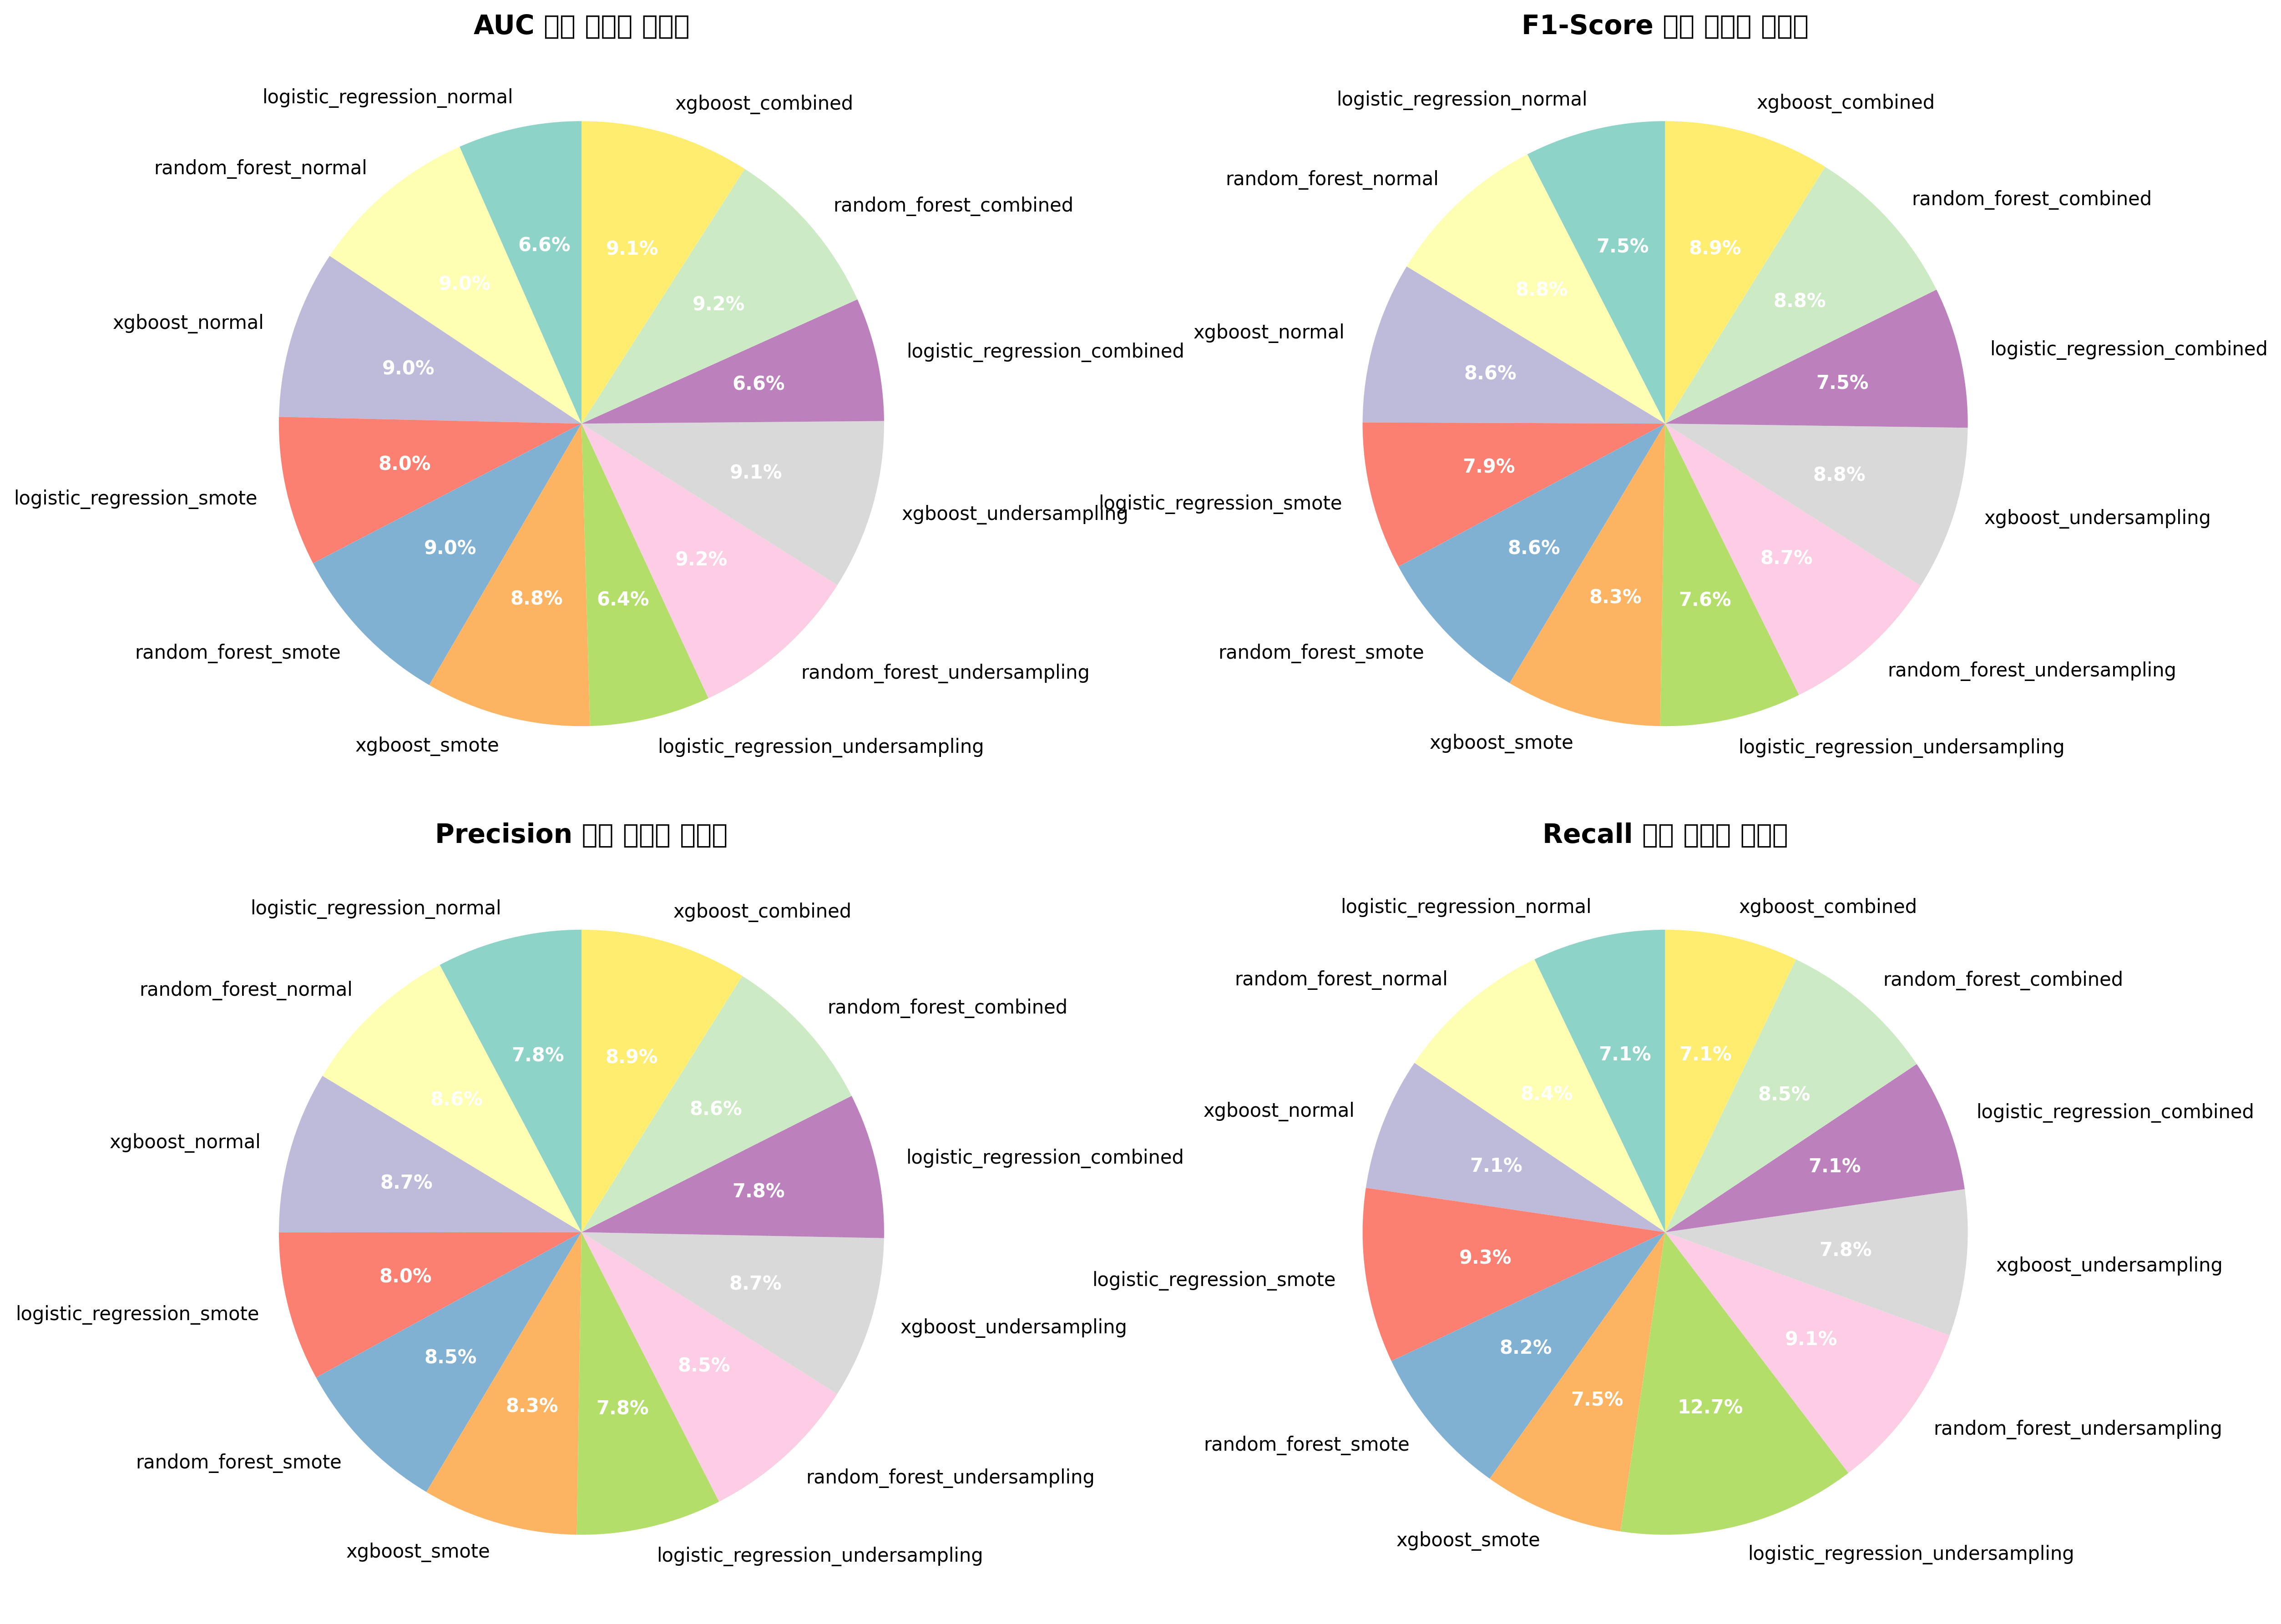 AUC
logistic_regression_normal
xgboost_combined
random_forest_normal
random_forest_combined
xgboost_normal
logistic_regression_combined
logistic_regression_smote
xgboost_undersampling
random_forest_smote
random_forest_undersampling
xgboost_smote
logistic_regression_undersampling
6.6%
9.1%
9.0%
9.2%
9.0%
6.6%
8.0%
9.1%
9.0%
9.2%
8.8%
6.4%
F1-Score
logistic_regression_normal
xgboost_combined
random_forest_normal
random_forest_combined
xgboost_normal
logistic_regression_combined
logistic_regression_smote
xgboost_undersampling
random_forest_smote
random_forest_undersampling
xgboost_smote
logistic_regression_undersampling
7.5%
8.9%
8.8%
8.8%
8.6%
7.5%
7.9%
8.8%
8.6%
8.7%
8.3%
7.6%
Precision
logistic_regression_normal
xgboost_combined
random_forest_normal
random_forest_combined
xgboost_normal
logistic_regression_combined
logistic_regression_smote
xgboost_undersampling
random_forest_smote
random_forest_undersampling
xgboost_smote
logistic_regression_undersampling
7.8%
8.9%
8.6%
8.6%
8.7%
7.8%
8.0%
8.7%
8.5%
8.5%
8.3%
7.8%
Recall
logistic_regression_normal
xgboost_combined
random_forest_normal
random_forest_combined
xgboost_normal
logistic_regression_combined
logistic_regression_smote
xgboost_undersampling
random_forest_smote
random_forest_undersampling
xgboost_smote
logistic_regression_undersampling
7.1%
7.1%
8.4%
8.5%
7.1%
7.1%
9.3%
7.8%
8.2%
9.1%
7.5%
12.7%